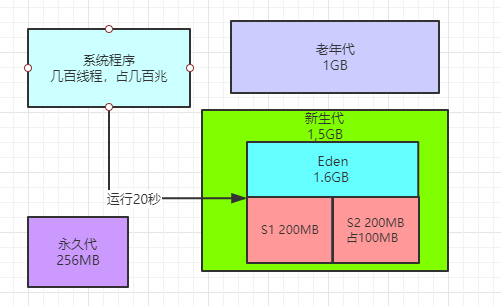 系统程序
几百线程，占几百兆
老年代
1GB
新生代
1,5GB
Eden
1.6GB
运行20秒
S1 200MB
S2 200MB
占100MB
永久代
256MB